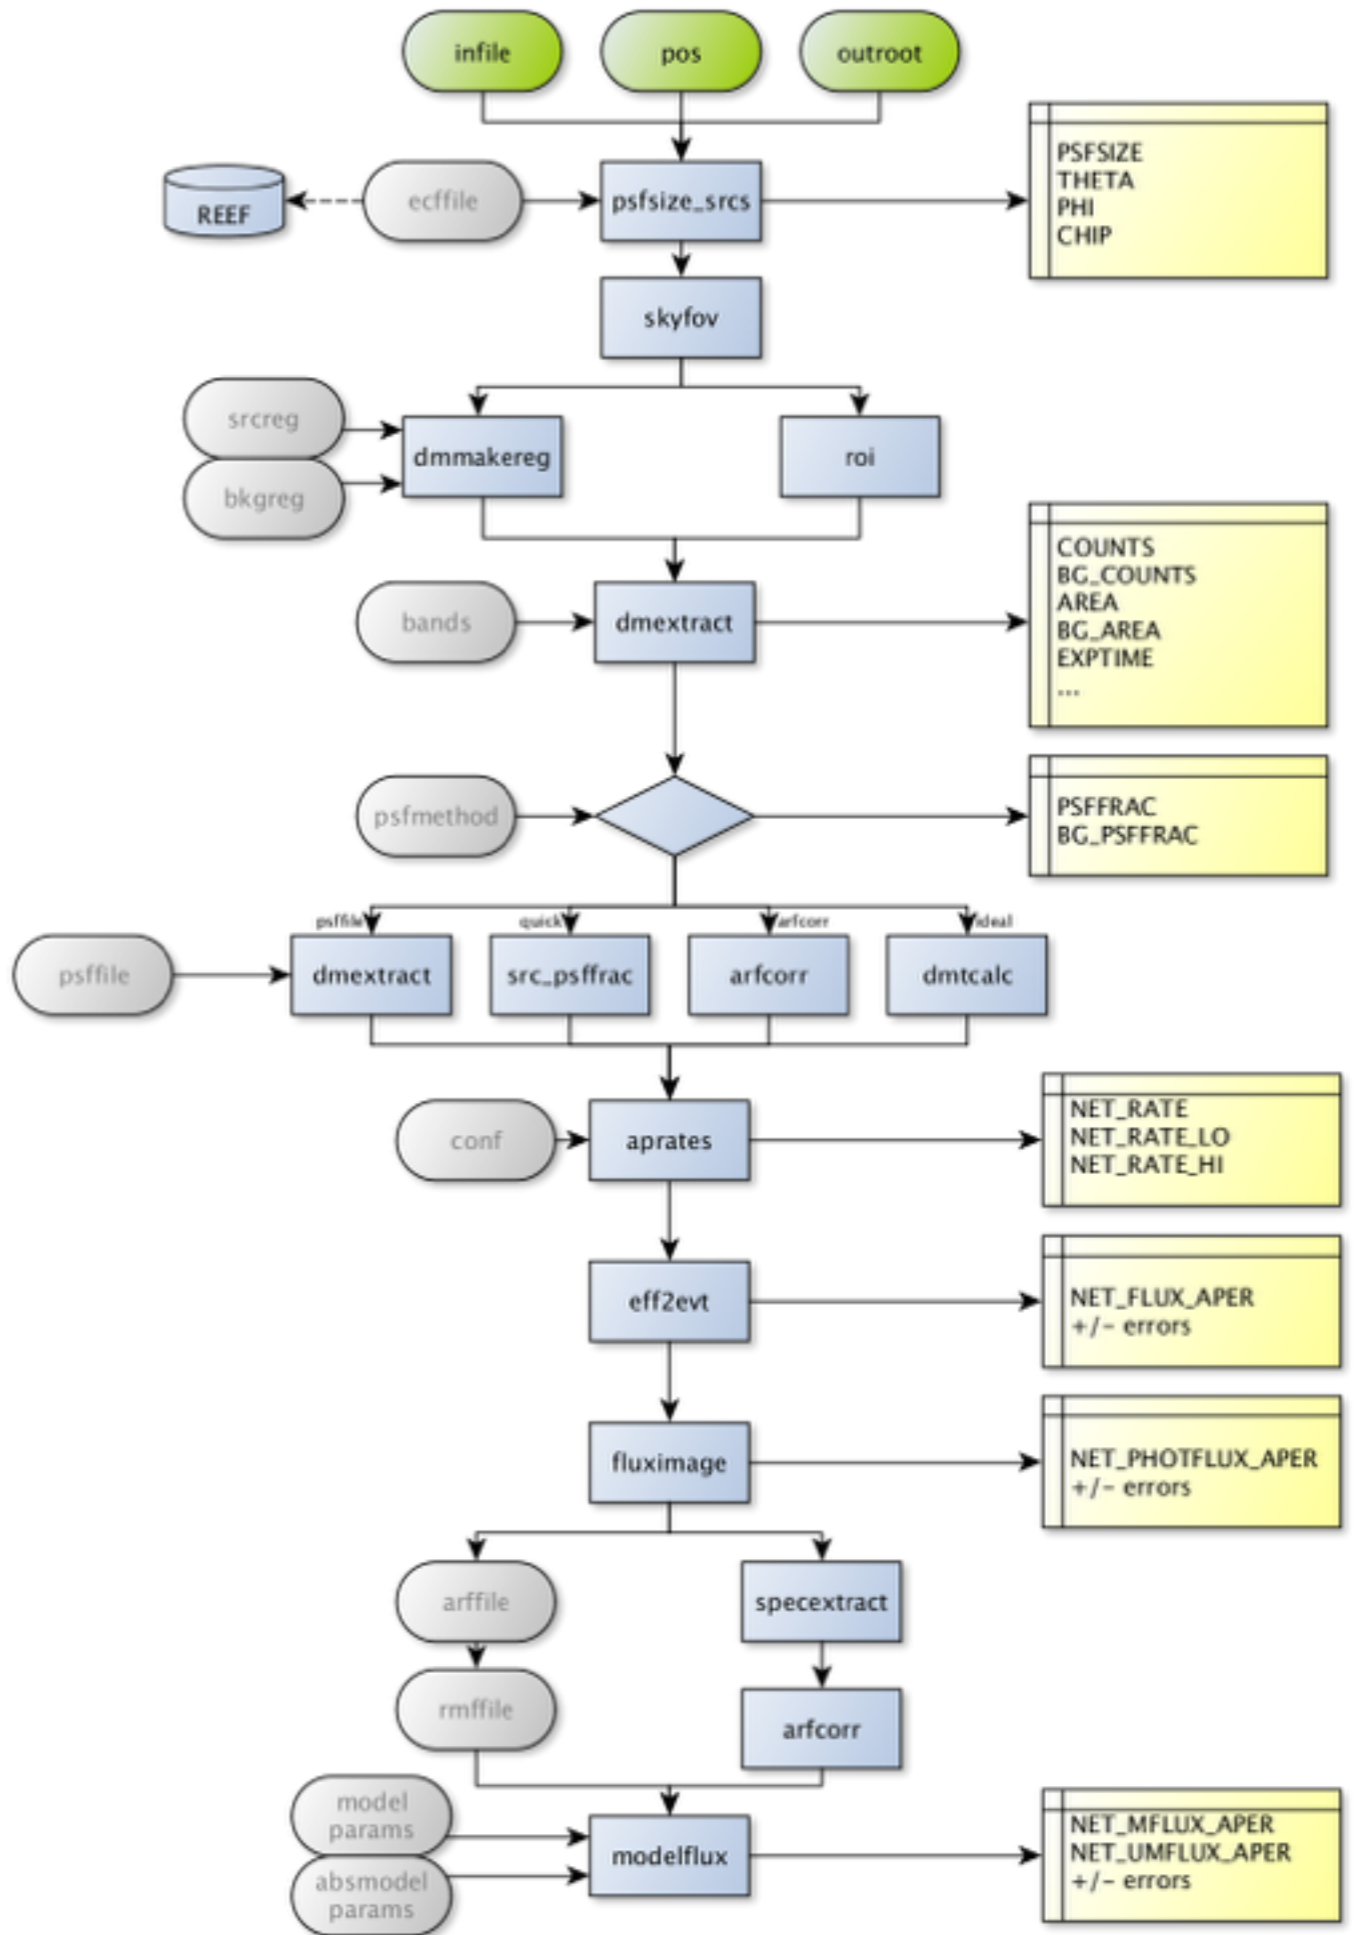 infile
pos
outroot
REEF
ecffile
psfsize_srcs
PSFSIZE
THETA
PHI
CHIP
skyfov
srcreg
bkgreg
dmmakereg
roi
bands
dmextract
COUNTS
BG_COUNTS
AREA
BG_AREA
EXPTIME
...
psfmethod
PSFFRAC
BG_PSFFRAC
psffile
quick
arfcorr
ideal
psffile
dmextract
src_psffrac
arfcorr
dmtcalc
conf
aprates
NET_RATE
NET_RATE_LO
NET_RATE_HI
eff2evt
NET_FLUX_APER
+/- errors
fluximage
NET_PHOTFLUX_APER
+/- errors
arffile
specextract
rmffile
arfcorr
model
params
absmodel
params
modelflux
NET_MFLUX_APER
NET_UMFLUX_APER
+/- errors